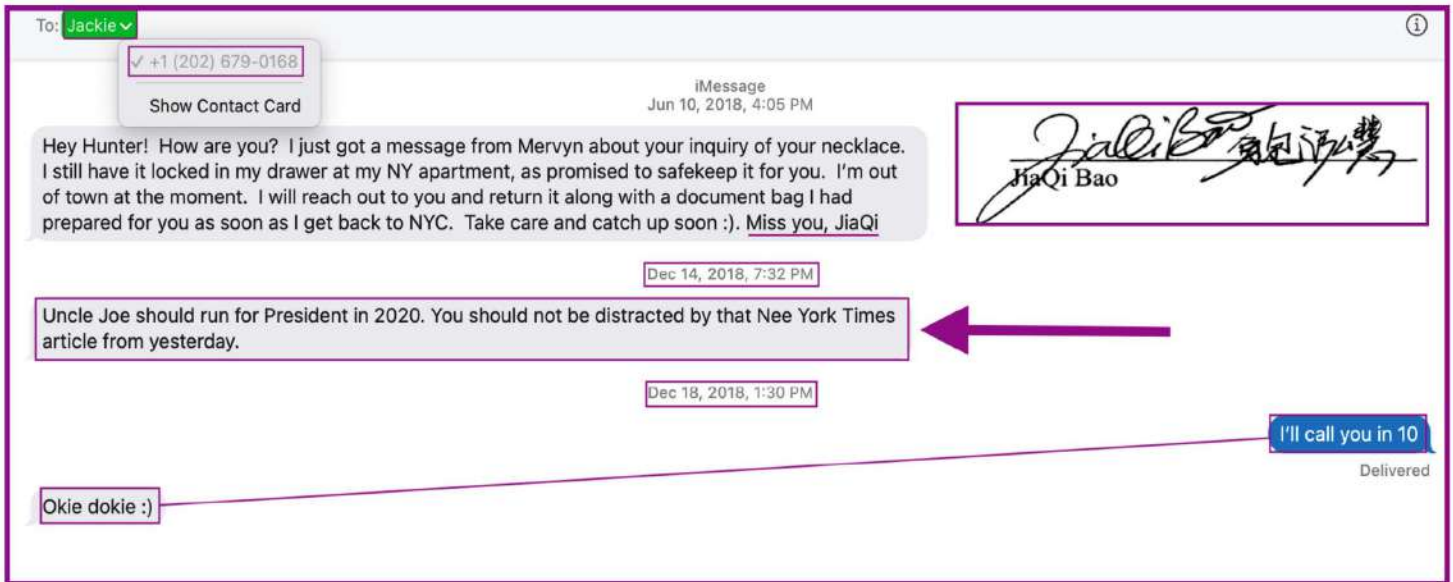 To: Jackie
✓ +1 (202) 679-0168
Show Contact Card
iMessage
Jun 10, 2018, 4:05 PM
Hey Hunter! How are you? I just got a message from Mervyn about your inquiry of your necklace.
I still have it locked in my drawer at my NY apartment, as promised to safekeep it for you. I'm out
of town at the moment. I will reach out to you and return it along with a document bag I had
prepared for you as soon as I get back to NYC. Take care and catch up soon :). Miss you, JiaQi
JiaQi Bao
JiaQi Bao
Dec 14, 2018, 7:32 PM
Uncle Joe should run for President in 2020. You should not be distracted by that Nee York Times
article from yesterday.
Dec 18, 2018, 1:30 PM
I'll call you in 10
Delivered
Okie dokie :)